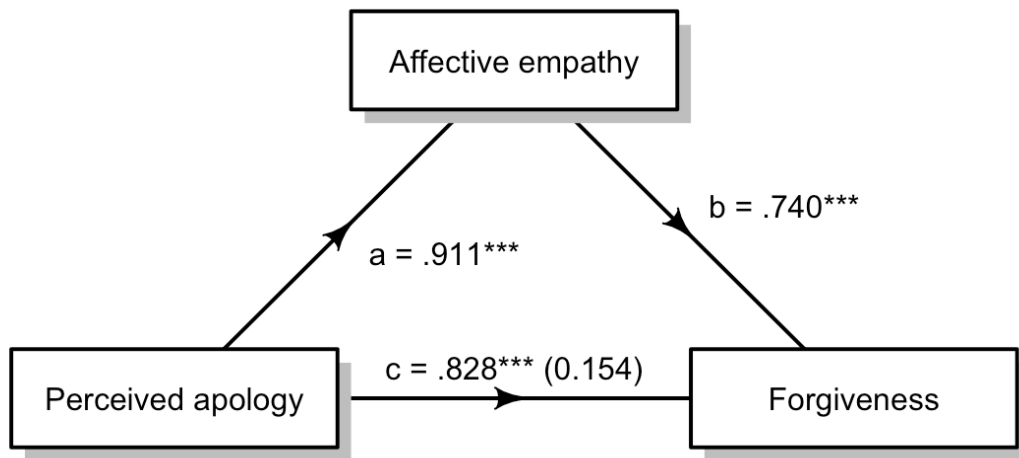 Affective empathy
b = .740***
a = .911***
c = .828*** (0.154)
Perceived apology
Forgiveness